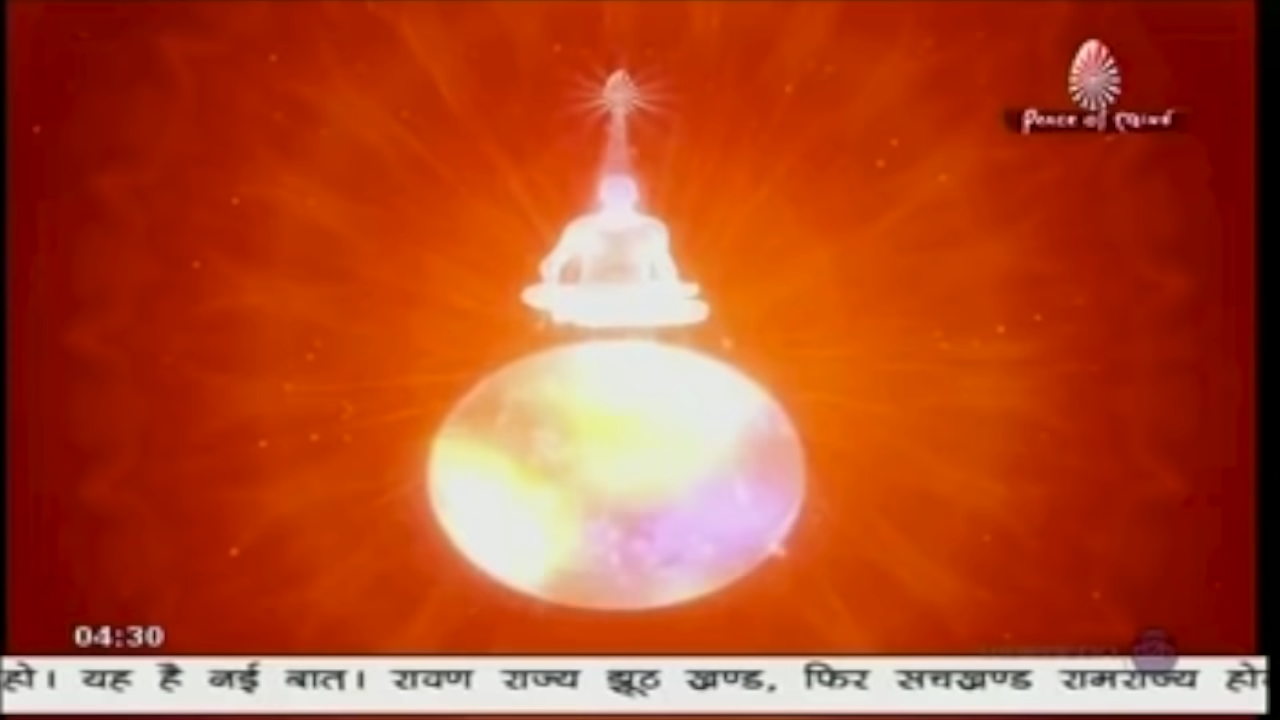 Peace of Mind
04:30
हो। यह है नई बात। रावण राज्य झूठ खण्ड, फिर सचखण्ड रामराज्य